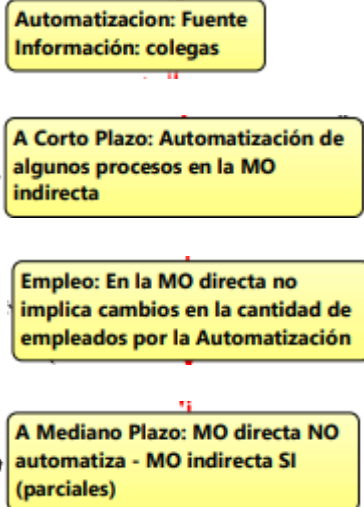 Automatizacion: Fuente
Información: colegas
A Corto Plazo: Automatización de
algunos procesos en la MO
indirecta
Empleo: En la MO directa no
implica cambios en la cantidad de
empleados por la Automatización
A Mediano Plazo: MO directa NO
automatiza - MO indirecta SI
(parciales)